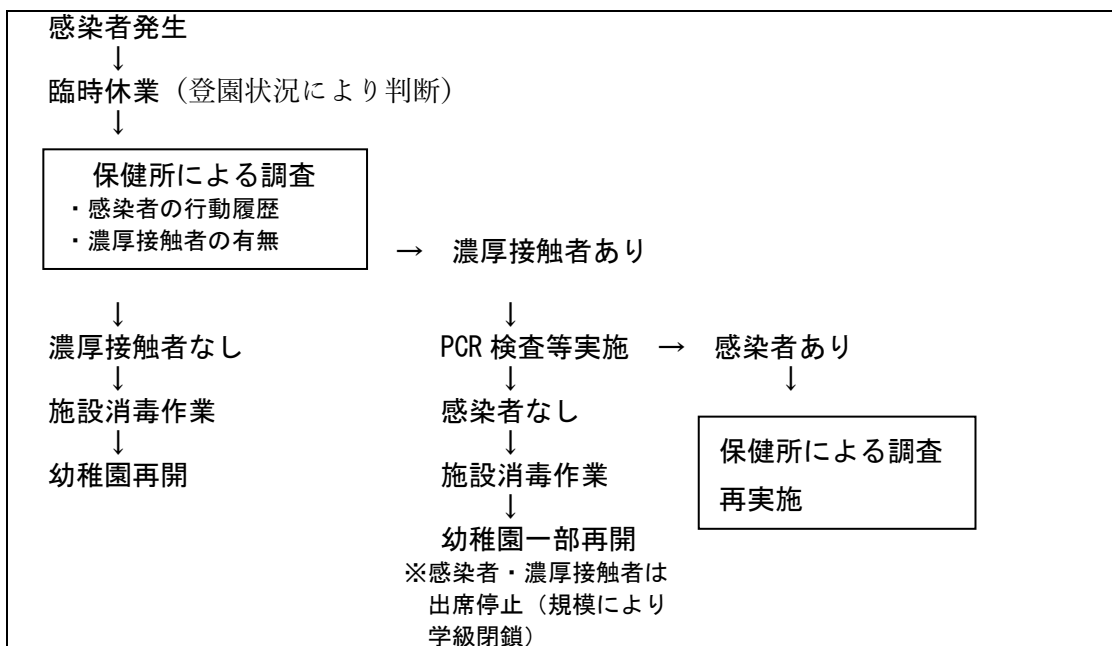 感染者発生
↓
臨時休業（登園状況により判断）
↓
保健所による調査
・感染者の行動履歴
・濃厚接触者の有無
→ 濃厚接触者あり
↓ ↓
濃厚接触者なし PCR 検査等実施 → 感染者あり
↓ ↓ ↓
施設消毒作業 感染者なし
↓ ↓
保健所による調査
幼稚園再開 施設消毒作業
再実施
↓
幼稚園一部再開
※感染者・濃厚接触者は
出席停止（規模により
学級閉鎖）